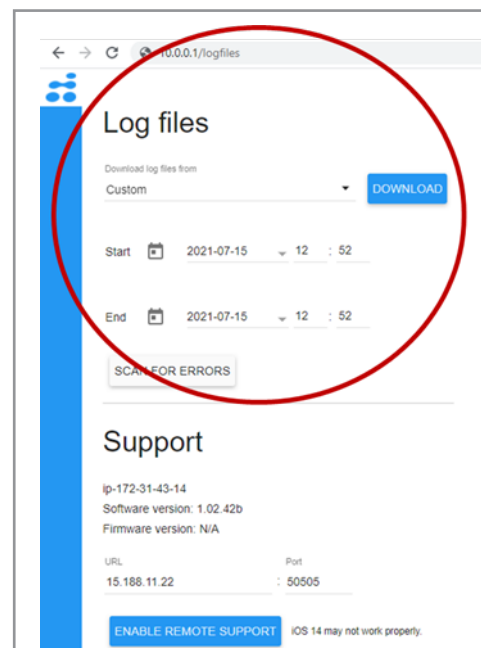 10.0.0.1/logfiles
Log files
Download log files from
Custom
DOWNLOAD
Start 2021-07-15 12 : 52
End 2021-07-15 12 : 52
SCAN FOR ERRORS
Support
ip-172-31-43-14
Software version: 1.02.42b
Firmware version: N/A
URL Port
15.188.11.22 : 50505
ENABLE REMOTE SUPPORT iOS 14 may not work properly.